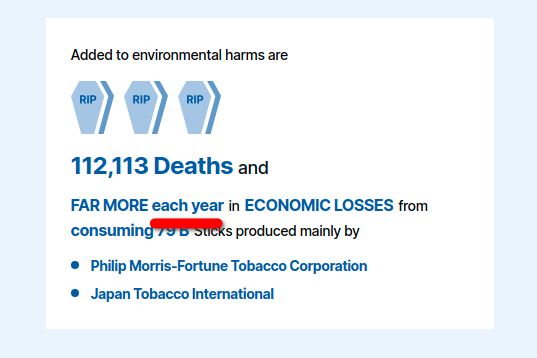 Added to environmental harms are
RIP RIP RIP
112,113 Deaths and
FAR MORE each year in ECONOMIC LOSSES from
consuming 79 B Sticks produced mainly by
Philip Morris-Fortune Tobacco Corporation
Japan Tobacco International